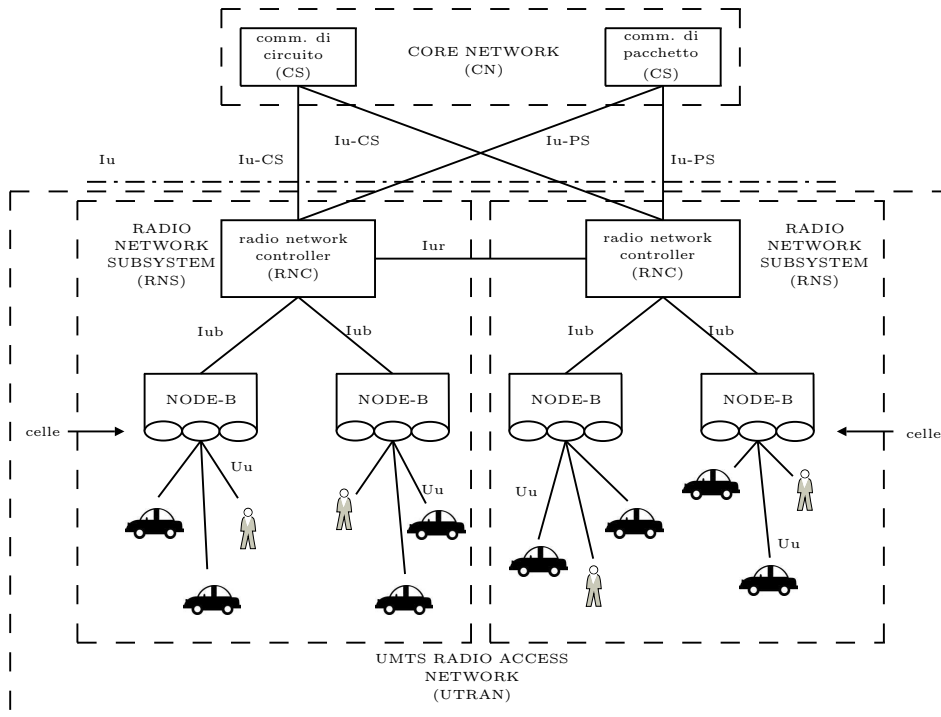 comm. di
circuito
(CS)
CORE NETWORK
(CN)
comm. di
pacchetto
(CS)
Iu
Iu-CS
Iu-CS
Iu-PS
Iu-PS
RADIO
NETWORK
SUBSYSTEM
(RNS)
radio network
controller
(RNC)
Iur
radio network
controller
(RNC)
RADIO
NETWORK
SUBSYSTEM
(RNS)
Iub
Iub
Iub
Iub
NODE-B
NODE-B
NODE-B
NODE-B
celle
celle
Uu
Uu
Uu
Uu
UMTS RADIO ACCESS
NETWORK
(UTRAN)